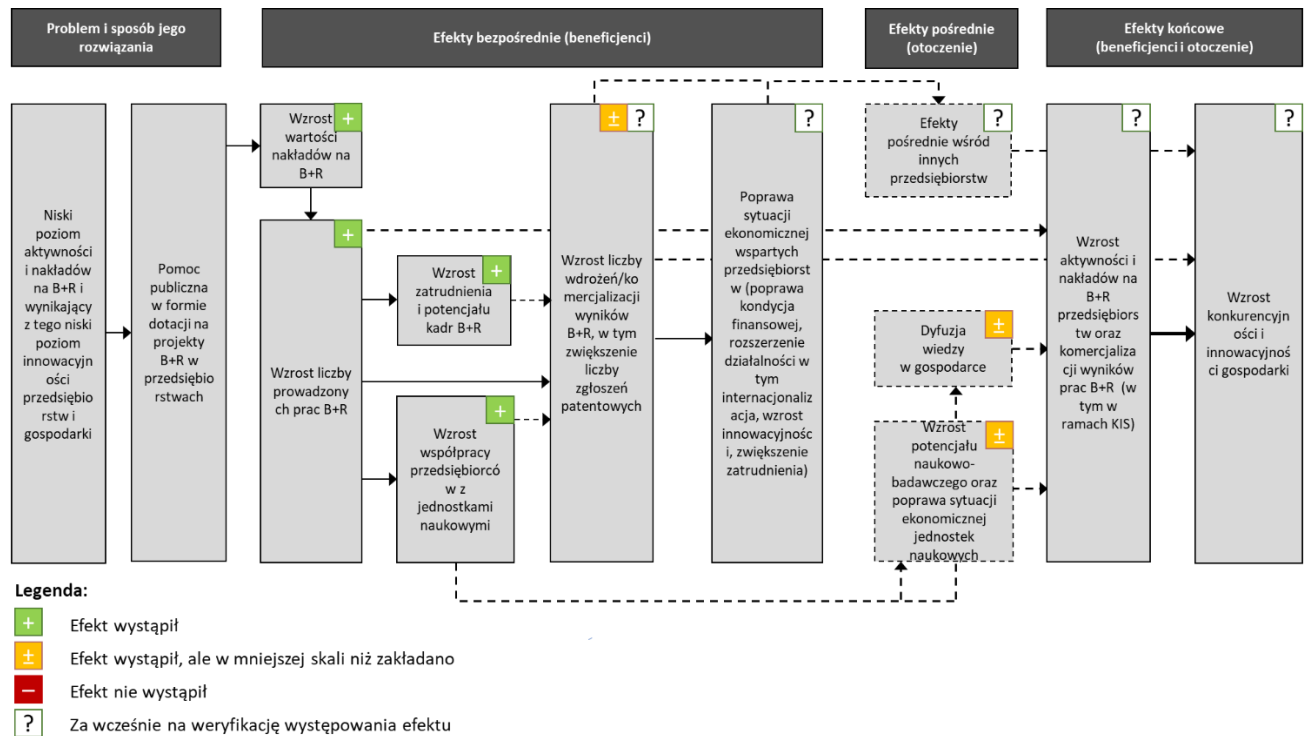 Problem i sposób jego
rozwiązania
Efekty bezpośrednie (beneficjenci)
Efekty pośrednie
(otoczenie)
Efekty końcowe
(beneficjenci i otoczenie)
Niski
poziom
aktywności
i nakładów
na B+R i
wynikający
z tego niski
poziom
innowacyjn
ości
przedsiębio
rstw i
gospodarki
Pomoc
publiczna
w formie
dotacji na
projekty
B+R w
przedsiębio
rstwach
+
Wzrost
wartości
nakładów na
B+R
+
Wzrost liczby
prowadzony
ch prac B+R
+
Wzrost
zatrudnienia
i potencjału
kadr B+R
+
Wzrost
współpracy
przedsiębiorcó
w z
jednostkami
naukowymi
± ?
Wzrost liczby
wdrożeń/ko
mercjalizacji
wyników
B+R, w tym
zwiększenie
liczby
zgłoszeń
patentowych
?
Poprawa
sytuacji
ekonomicznej
wspartych
przedsiębiorst
w (poprawa
kondycja
finansowej,
rozszerzenie
działalności w
tym
internacjonaliz
acja, wzrost
innowacyjnośc
i, zwiększenie
zatrudnienia)
?
Efekty
pośrednie wśród
innych
przedsiębiorstw
±
Dyfuzja
wiedzy
w gospodarce
±
Wzrost
potencjału
naukowo-
badawczego oraz
poprawa sytuacji
ekonomicznej
jednostek
naukowych
?
Wzrost
aktywności i
nakładów na
B+R
przedsiębiors
tw oraz
komercjaliza
cji wyników
prac B+R (w
tym w
ramach KIS)
?
Wzrost
konkurencyjn
ości i
innowacyjnoś
ci gospodarki
Legenda:
+ Efekt wystąpił
± Efekt wystąpił, ale w mniejszej skali niż zakładano
− Efekt nie wystąpił
? Za wcześnie na weryfikację występowania efektu